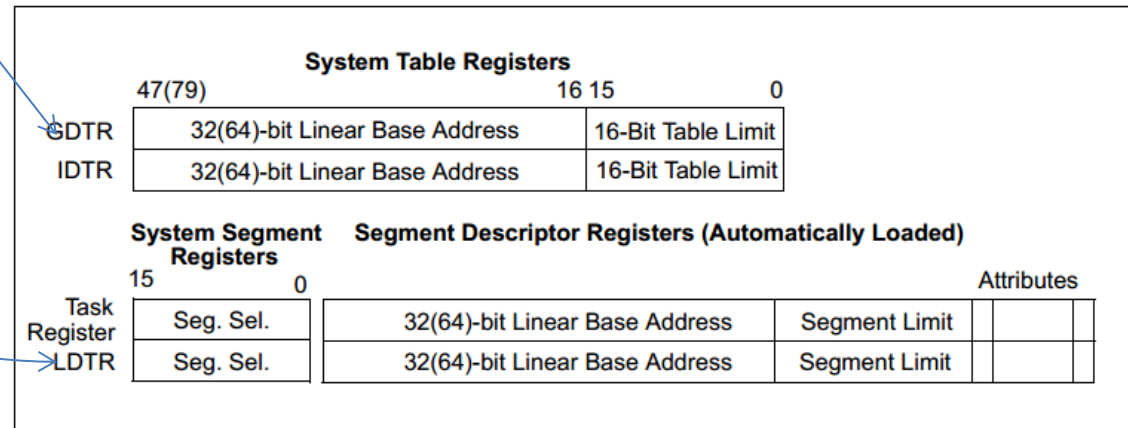 System Table Registers
47(79) 16 15 0
GDTR 32(64)-bit Linear Base Address 16-Bit Table Limit
IDTR 32(64)-bit Linear Base Address 16-Bit Table Limit
System Segment Segment Descriptor Registers (Automatically Loaded)
Registers
15 0 Attributes
Task
Register Seg. Sel. 32(64)-bit Linear Base Address Segment Limit
LDTR Seg. Sel. 32(64)-bit Linear Base Address Segment Limit